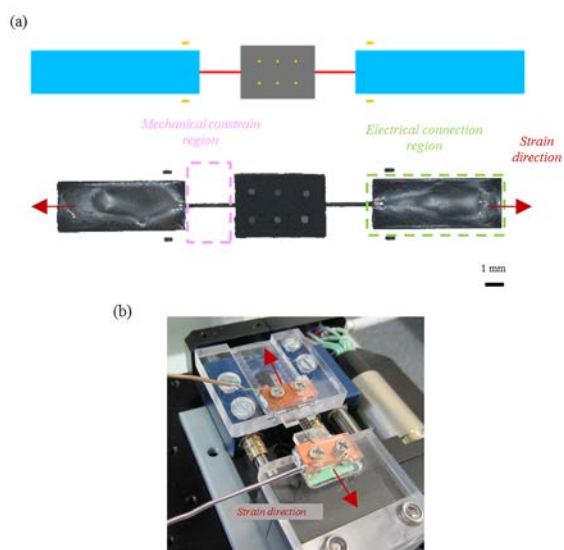 (a)
Mechanical constrain
region
Electrical connection
region
Strain
direction
1 mm
(b)
Strain direction